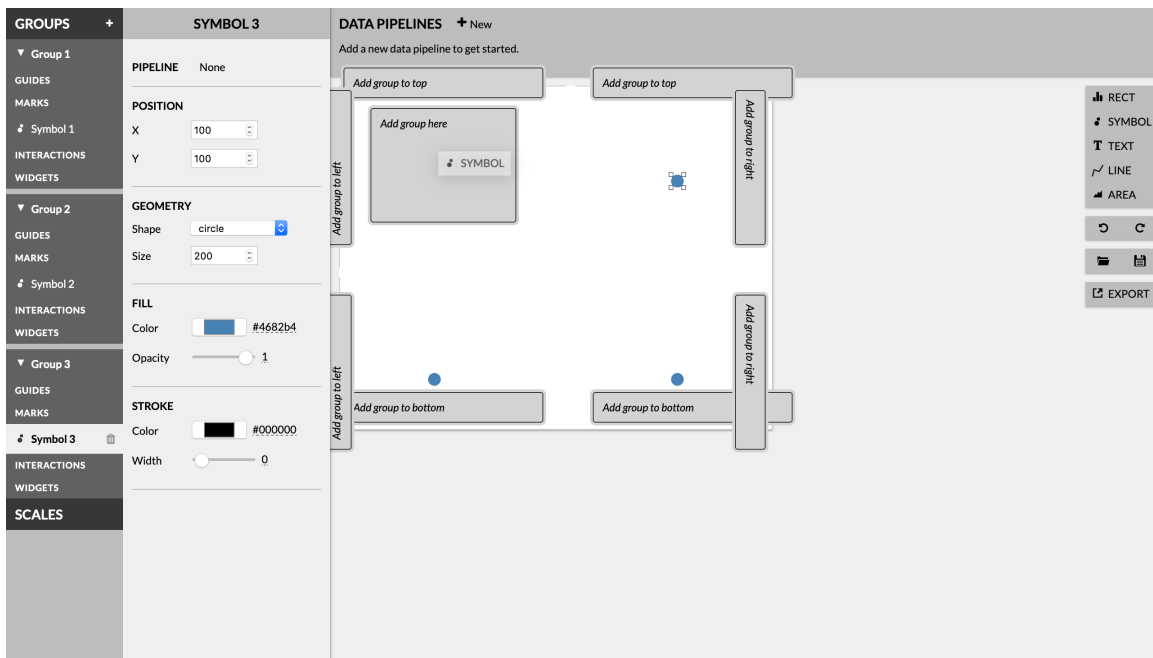 GROUPS +
Group 1
GUIDES
MARKS
Symbol 1
INTERACTIONS
WIDGETS
Group 2
GUIDES
MARKS
Symbol 2
INTERACTIONS
WIDGETS
Group 3
GUIDES
MARKS
Symbol 3
INTERACTIONS
WIDGETS
SCALES
SYMBOL 3
PIPELINE None
POSITION
X 100
Y 100
GEOMETRY
Shape circle
Size 200
FILL
Color #4682b4
Opacity 1
STROKE
Color #000000
Width 0
DATA PIPELINES + New
Add a new data pipeline to get started.
Add group to top
Add group to top
Add group to left
Add group here
SYMBOL
Add group to right
Add group to left
Add group to right
Add group to bottom
Add group to bottom
RECT
SYMBOL
TEXT
LINE
AREA
EXPORT